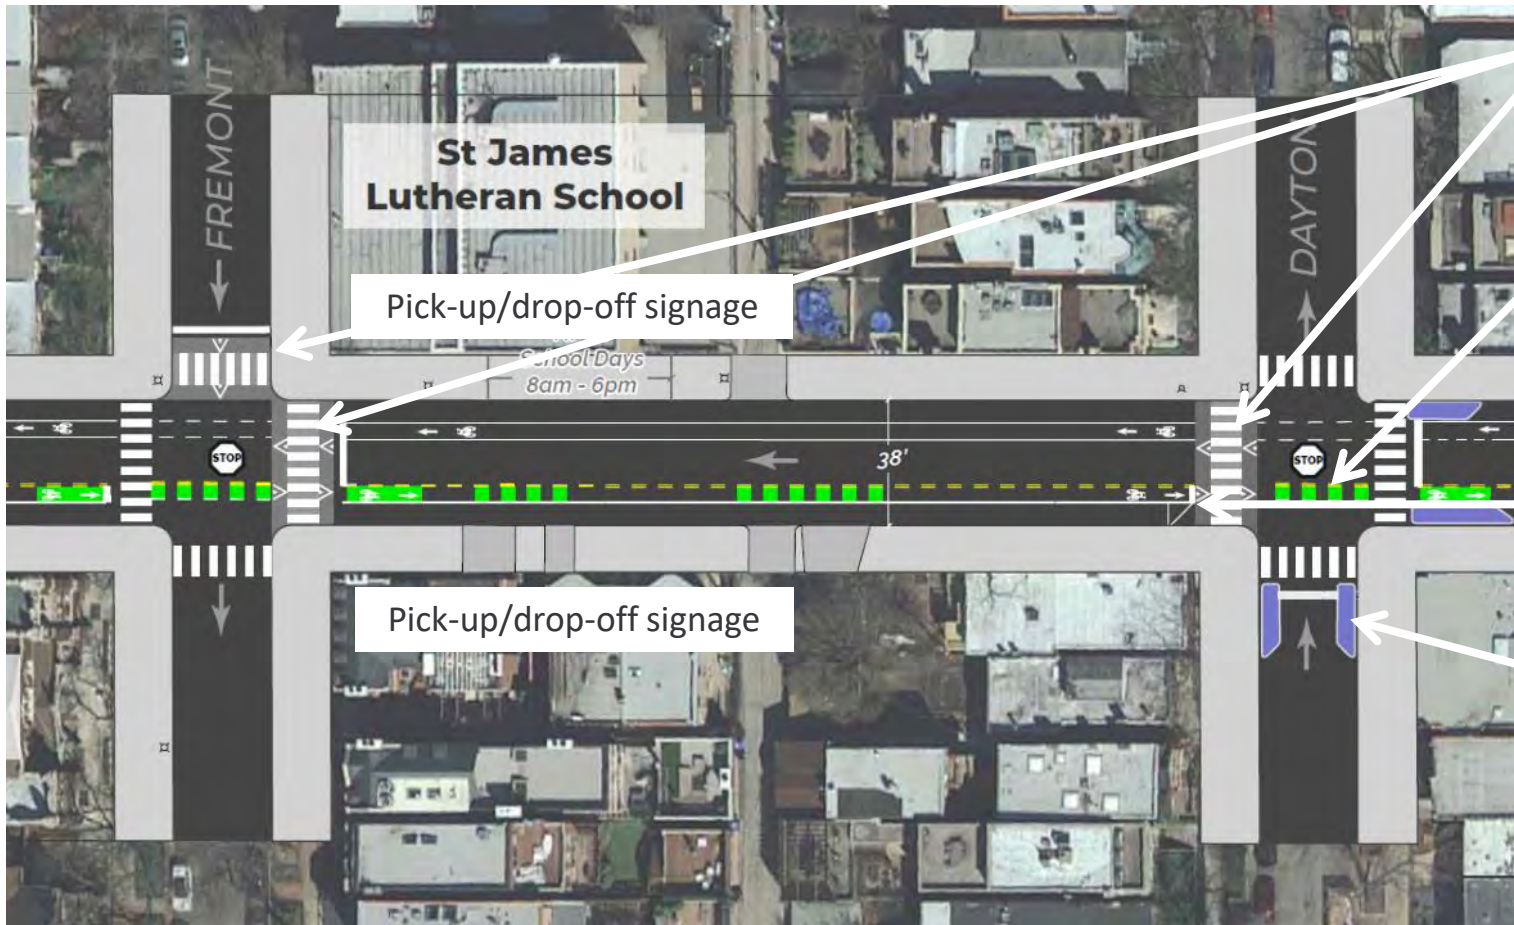 FREMONT
St James
Lutheran School
DAYTON
Pick-up/drop-off signage
School Days
8am - 6pm
STOP
38'
STOP
Pick-up/drop-off signage